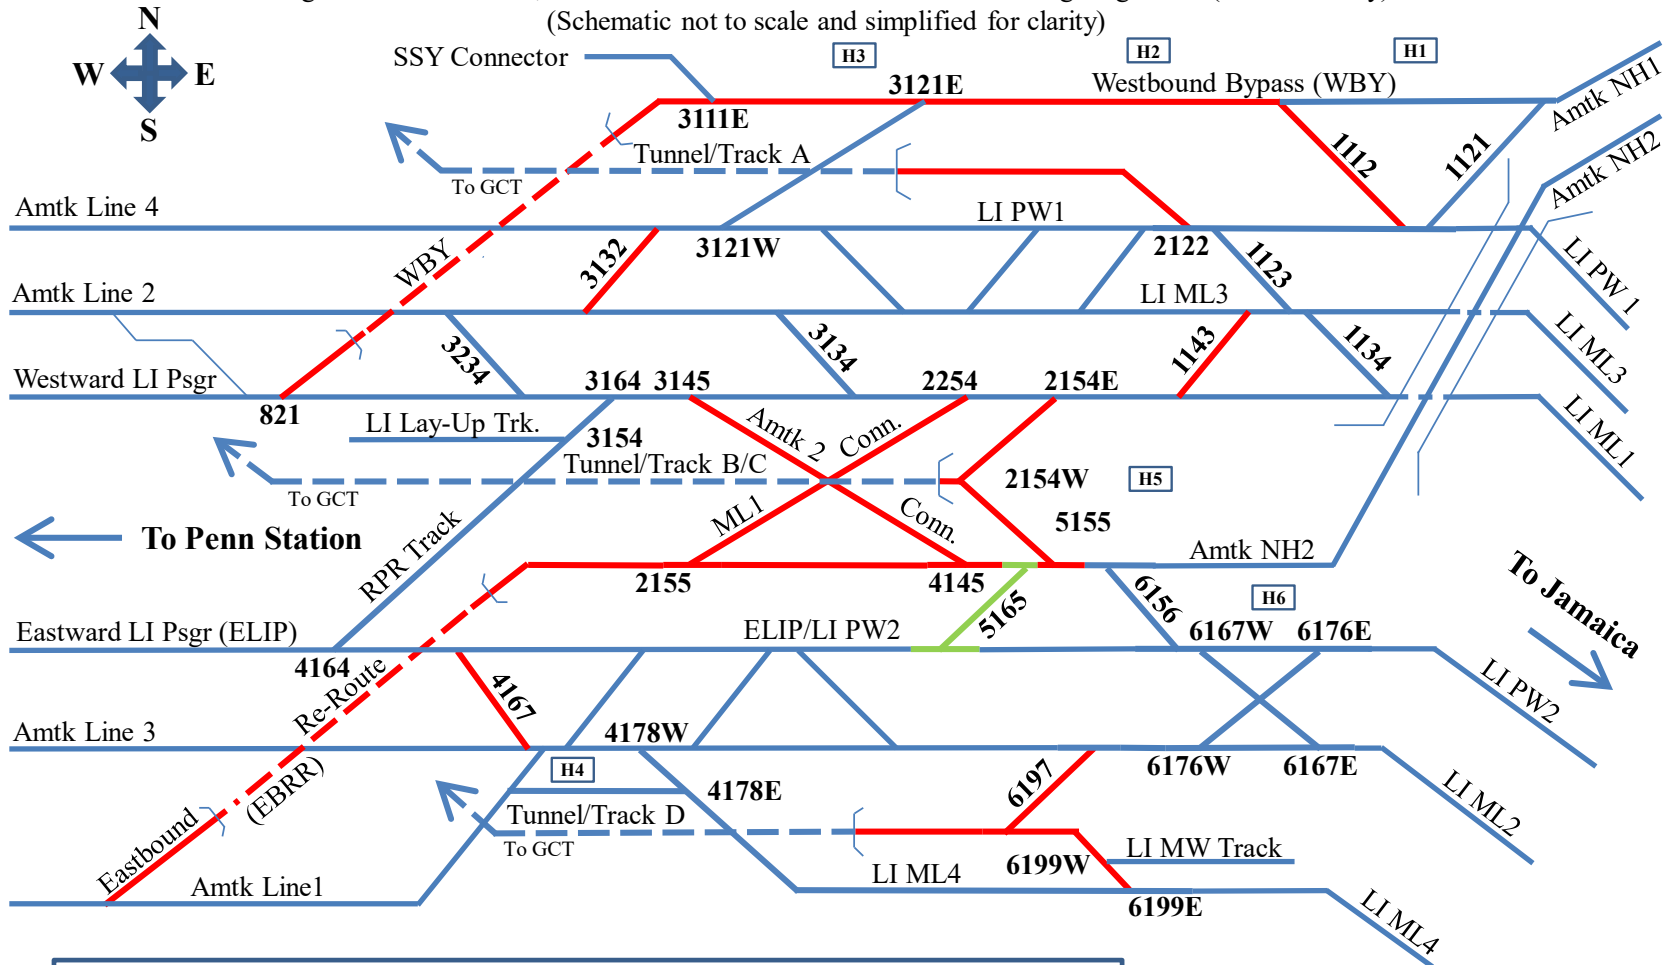 (Schematic not to scale and simplified for clarity)
N
W
E
S
SSY Connector
H3
H2
H1
3121E
Westbound Bypass (WBY)
Amtk NH1
3111E
Tunnel/Track A
To GCT
1112
1121
Amtk NH2
Amtk Line 4
LI PW1
WBY
3132
3121W
2122
1123
LI PW 1
Amtk Line 2
LI ML3
3234
3134
1143
1134
LI ML3
Westward LI Psgr
3164
3145
2254
2154E
821
LI Lay-Up Trk.
3154
Amtk 2
Conn.
LI ML1
Tunnel/Track B/C
To GCT
2154W
H5
To Penn Station
RPR Track
ML1
Conn.
5155
Amtk NH2
To Jamaica
2155
4145
5165
6156
H6
Eastward LI Psgr (ELIP)
ELIP/LI PW2
6167W
6176E
4164
Re-Route
4167
LI PW2
Amtk Line 3
4178W
(EBRR)
H4
6197
6176W
6167E
4178E
Tunnel/Track D
To GCT
LI ML2
Eastbound
6199W
LI MW Track
Amtk Line1
LI ML4
6199E
LI ML4